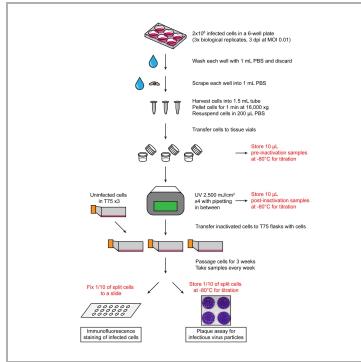 2x10⁶ infected cells in a 6-well plate
(3x biological replicates, 3 dpi at MOI 0.01)
Wash each well with 1 mL PBS and discard
Scrape each well into 1 mL PBS
Harvest cells into 1.5 mL tube
Pellet cells for 1 min at 16,000 xg
Resuspend cells in 200 µL PBS
Transfer cells to tissue vials
Store 10 µL
pre-inactivation samples
at -80°C for titration
Uninfected cells
in T75 x3
UV 2,500 mJ/cm²
x4 with pipetting
in between
Store 10 µL
post-inactivation samples
at -80°C for titration
Transfer inactivated cells to T75 flasks with cells
Passage cells for 3 weeks
Take samples every week
Fix 1/10 of split cells
to a slide
Store 1/10 of split cells
at -80°C for titration
Immunofluorescence
staining of infected cells
Plaque assay for
infectious virus particles